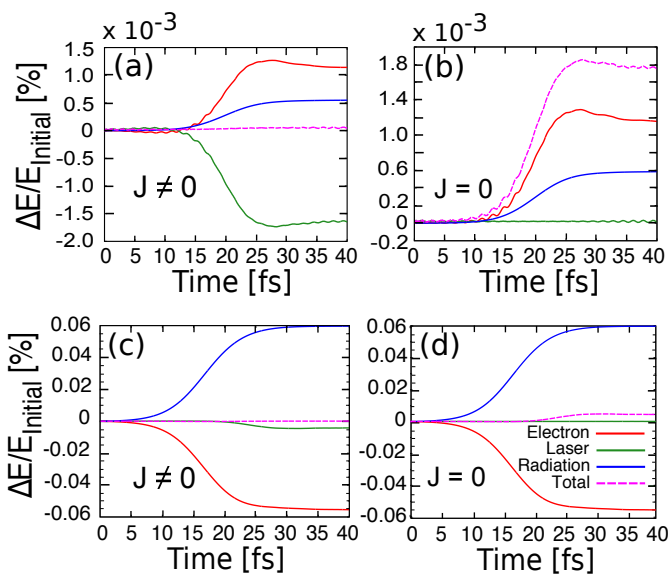 x 10⁻³
x 10⁻³
(a)
(b)
ΔE/E_Initial [%]
1.5
1.0
0.5
0
-0.5
-1.0
-1.5
-2.0
1.8
1.2
0.6
0
-0.2
J ≠ 0
J = 0
0 5 10 15 20 25 30 35 40
0 5 10 15 20 25 30 35 40
Time [fs]
Time [fs]
(c)
(d)
ΔE/E_Initial [%]
0.06
0.04
0.02
0
-0.02
-0.04
-0.06
0.06
0.04
0.02
0
-0.02
-0.04
-0.06
J ≠ 0
J = 0
Electron
Laser
Radiation
Total
0 5 10 15 20 25 30 35 40
0 5 10 15 20 25 30 35 40
Time [fs]
Time [fs]